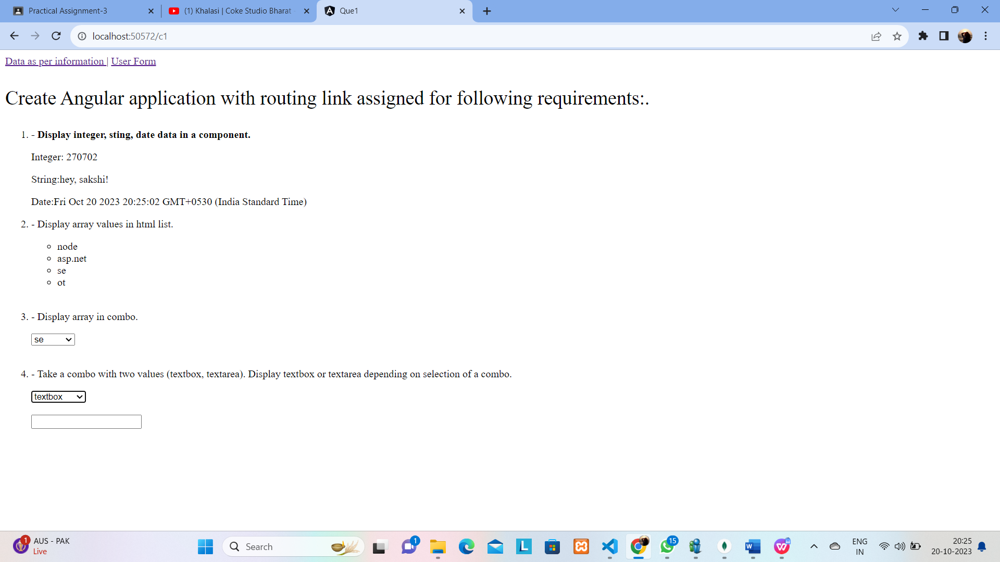 Practical Assignment-3
(1) Khalasi | Coke Studio Bharat
Que1
localhost:50572/c1
Data as per information | User Form
Create Angular application with routing link assigned for following requirements:.
1. - Display integer, sting, date data in a component.
Integer: 270702
String:hey, sakshi!
Date:Fri Oct 20 2023 20:25:02 GMT+0530 (India Standard Time)
2. - Display array values in html list.
node
asp.net
se
ot
3. - Display array in combo.
se
4. - Take a combo with two values (textbox, textarea). Display textbox or textarea depending on selection of a combo.
textbox
1
AUS - PAK
Live
Search
1
L
15
W
W
ENG
IN
20:25
20-10-2023